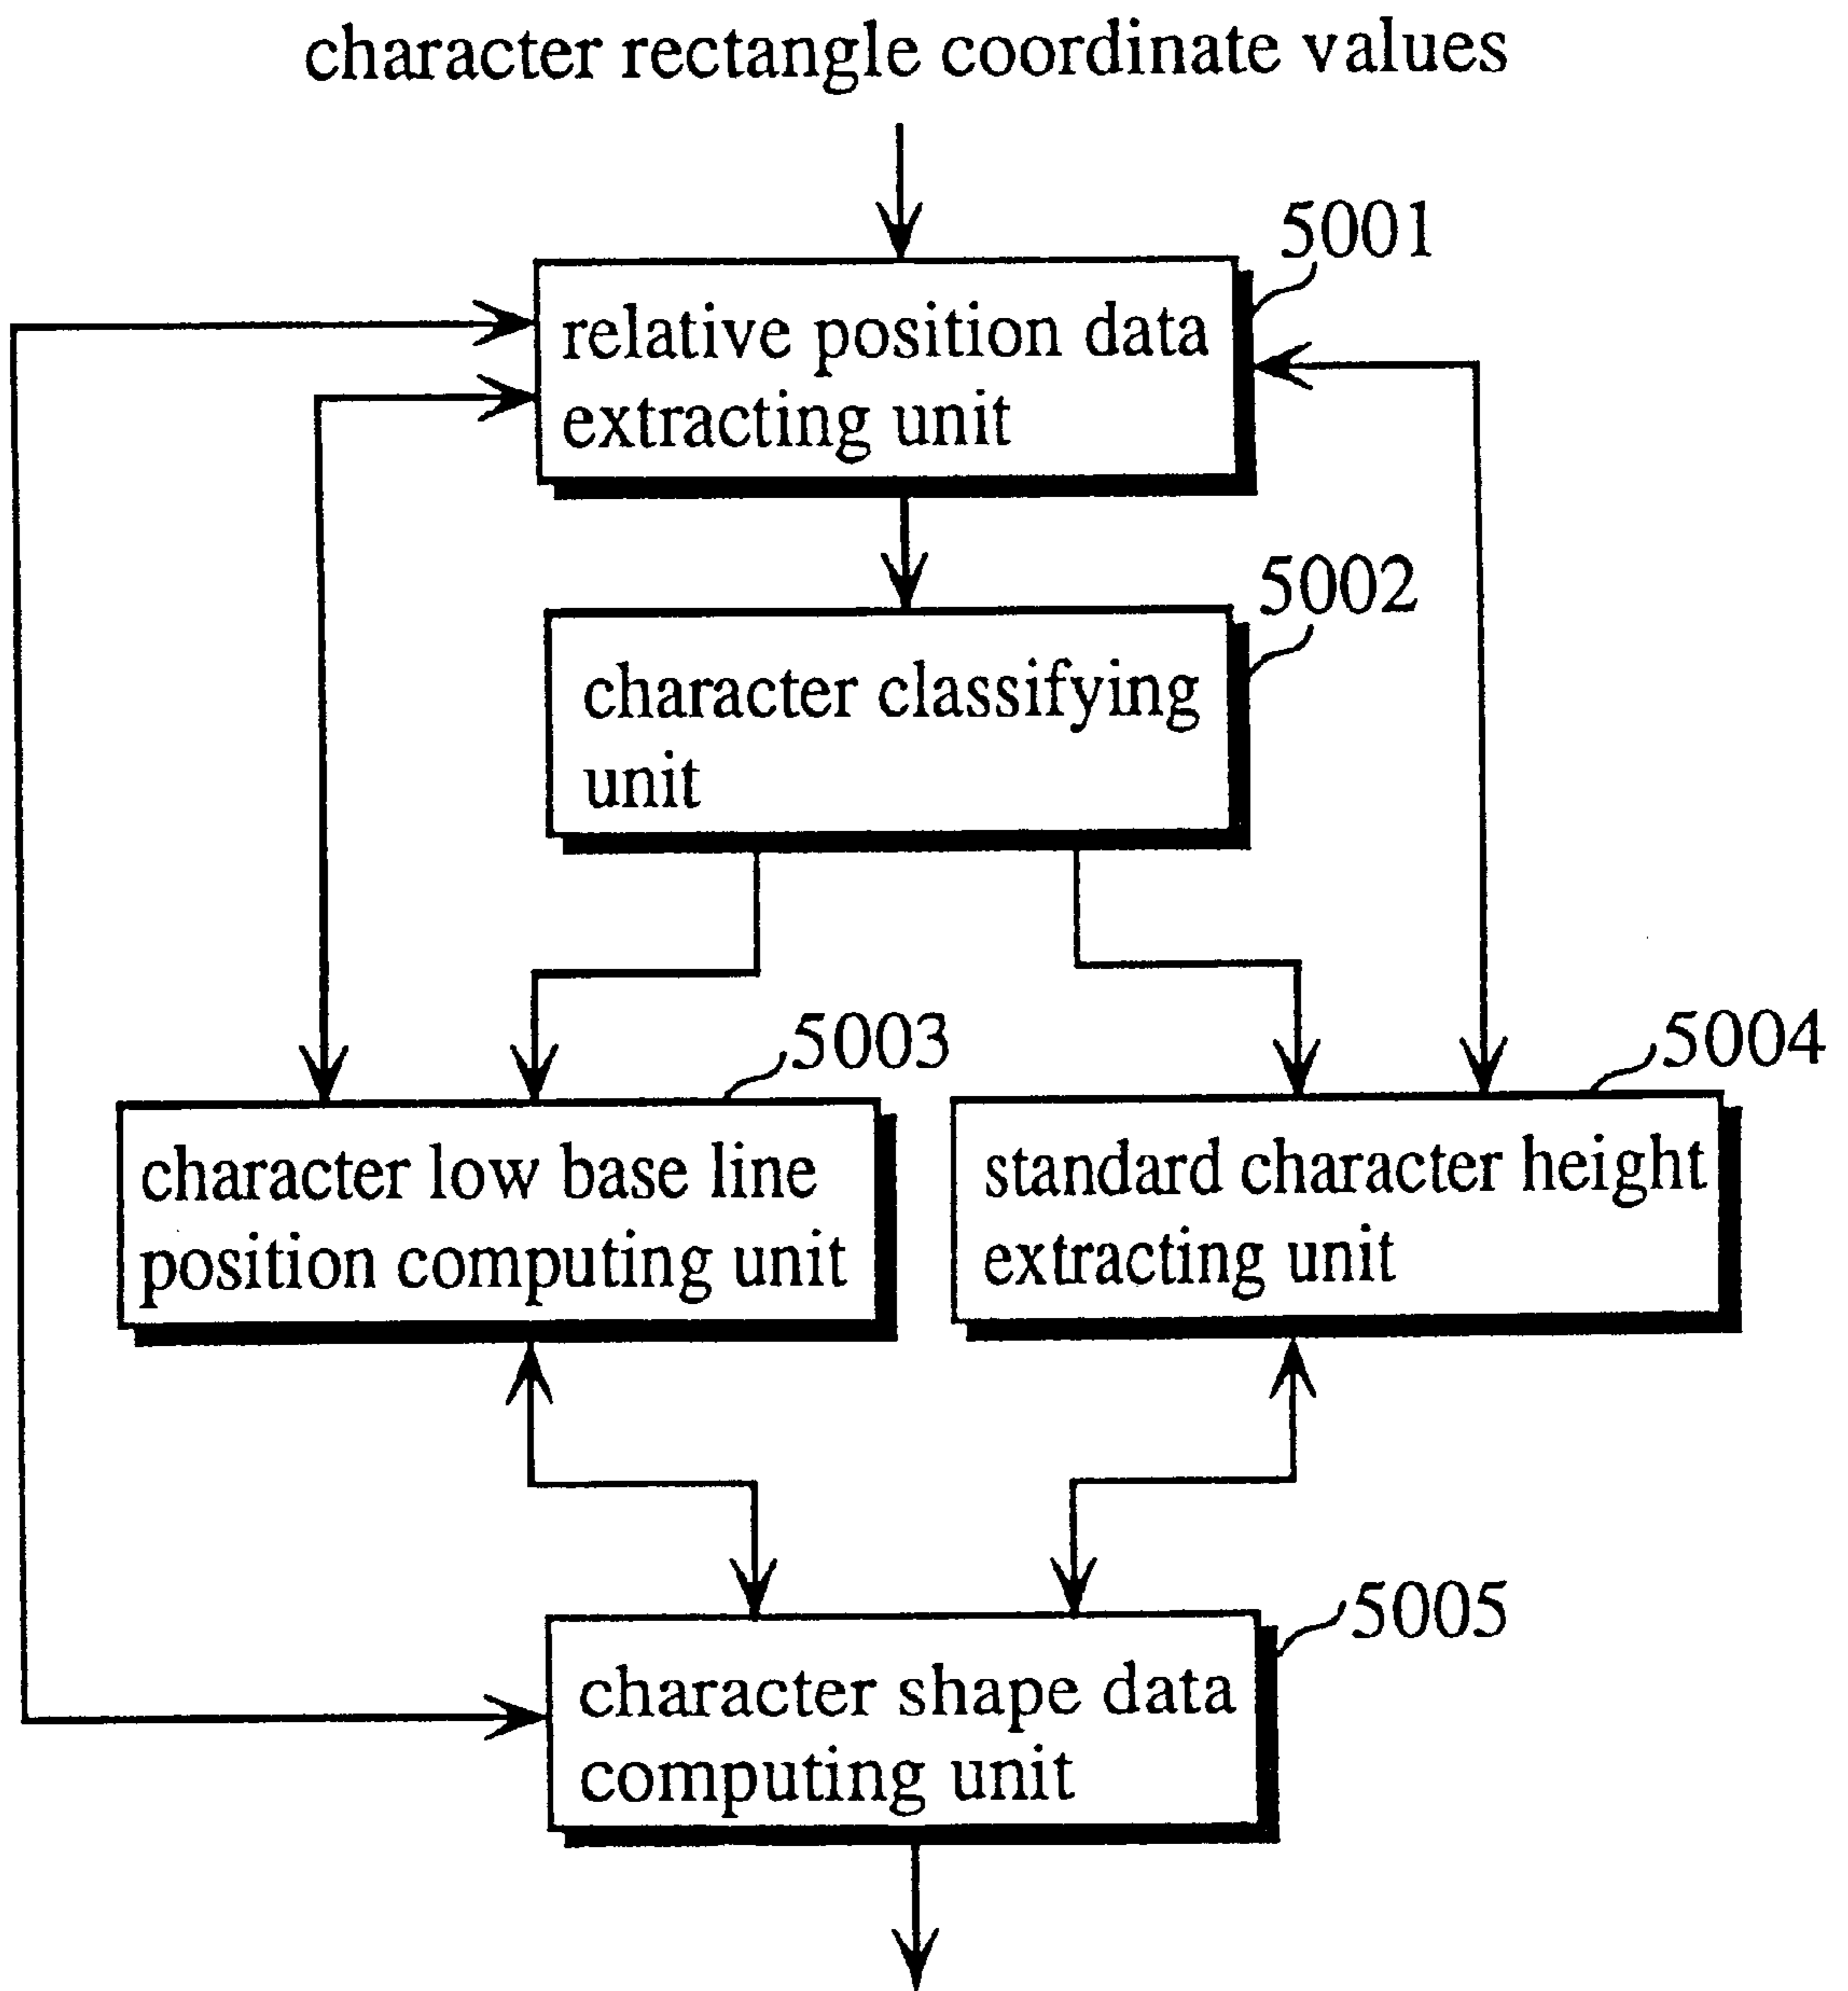 character rectangle coordinate values
5001
relative position data
extracting unit
5002
character classifying
unit
5003
character low base line
position computing unit
5004
standard character height
extracting unit
5005
character shape data
computing unit